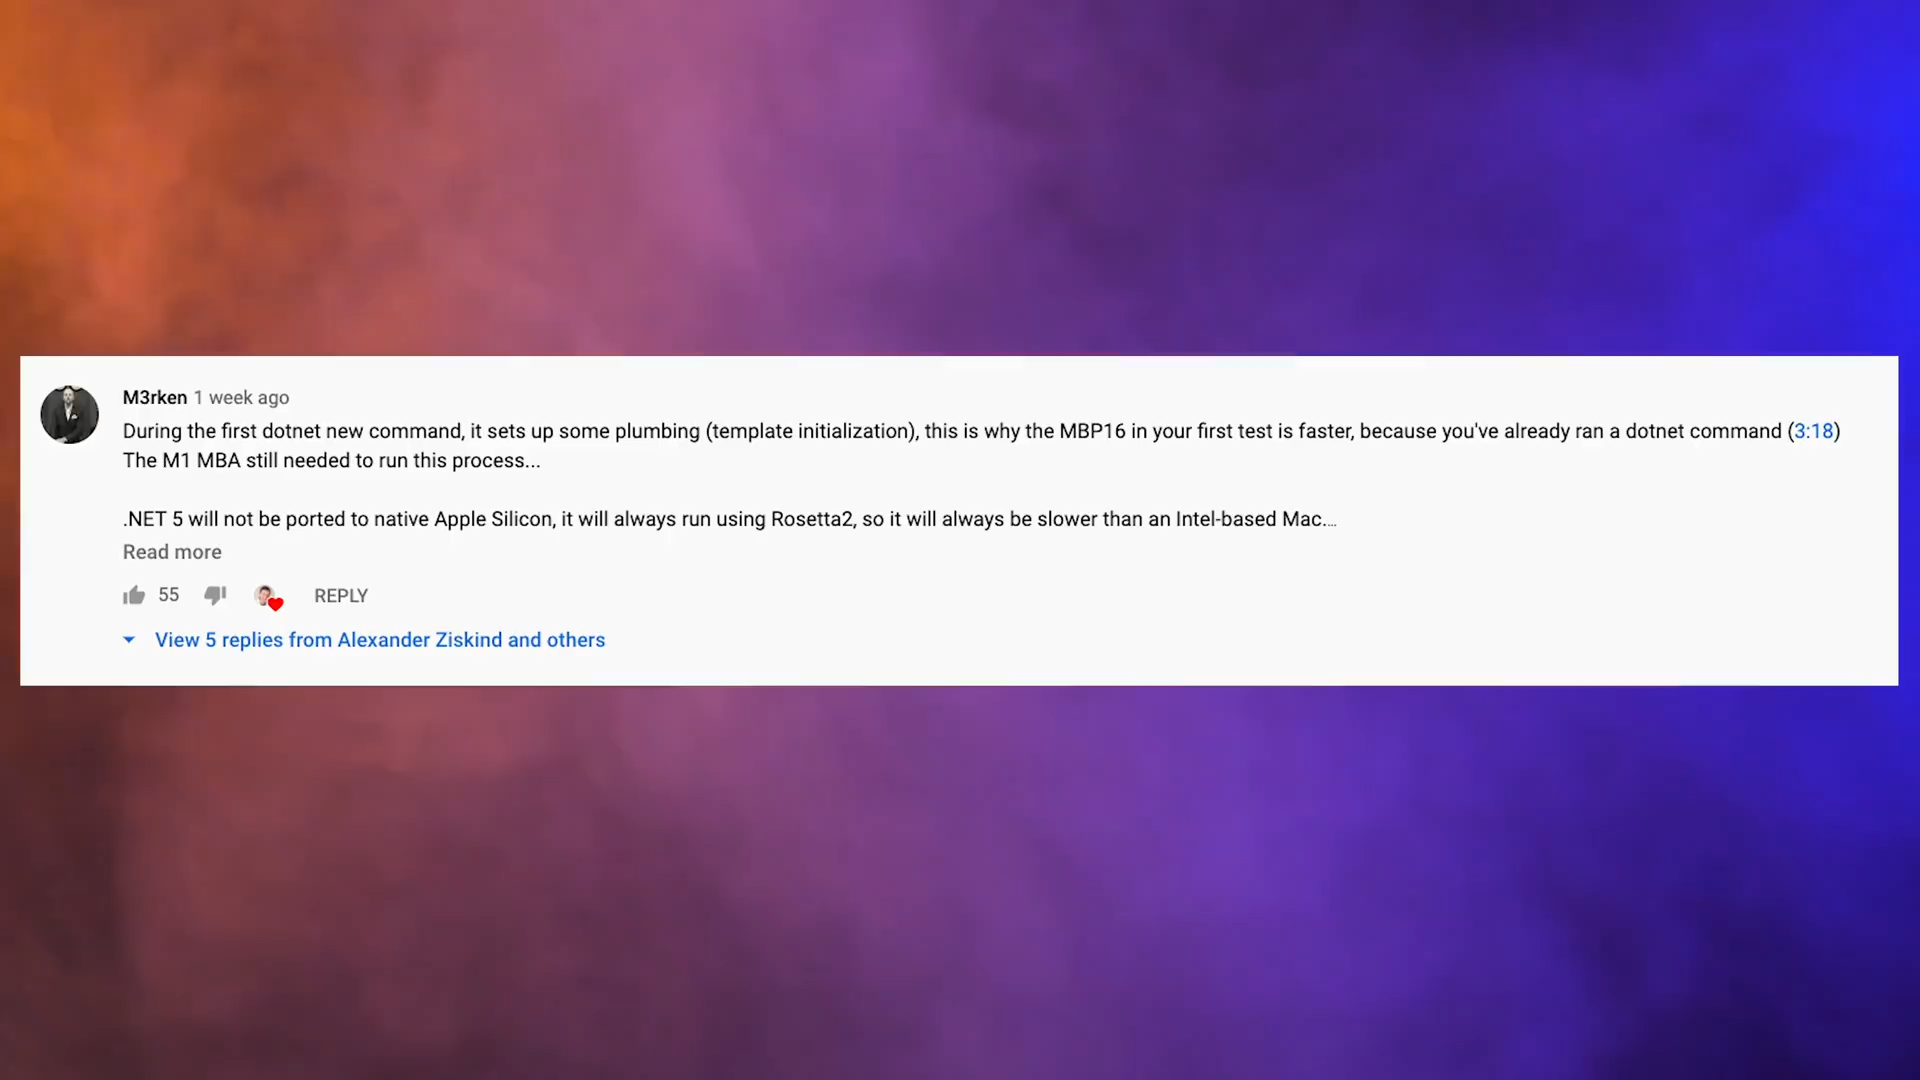 M3rken 1 week ago
During the first dotnet new command, it sets up some plumbing (template initialization), this is why the MBP16 in your first test is faster, because you've already ran a dotnet command (3:18)
The M1 MBA still needed to run this process...
.NET 5 will not be ported to native Apple Silicon, it will always run using Rosetta2, so it will always be slower than an Intel-based Mac....
Read more
55 REPLY
View 5 replies from Alexander Ziskind and others